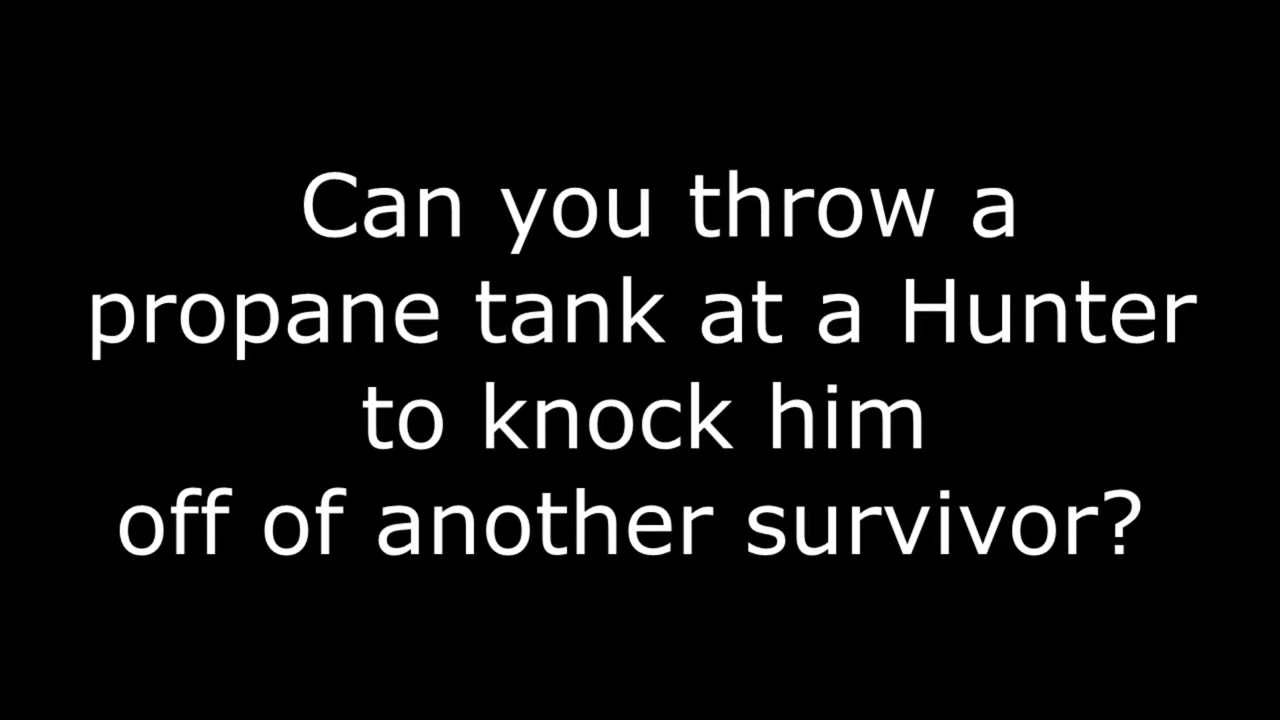 Can you throw a
propane tank at a Hunter
to knock him
off of another survivor?